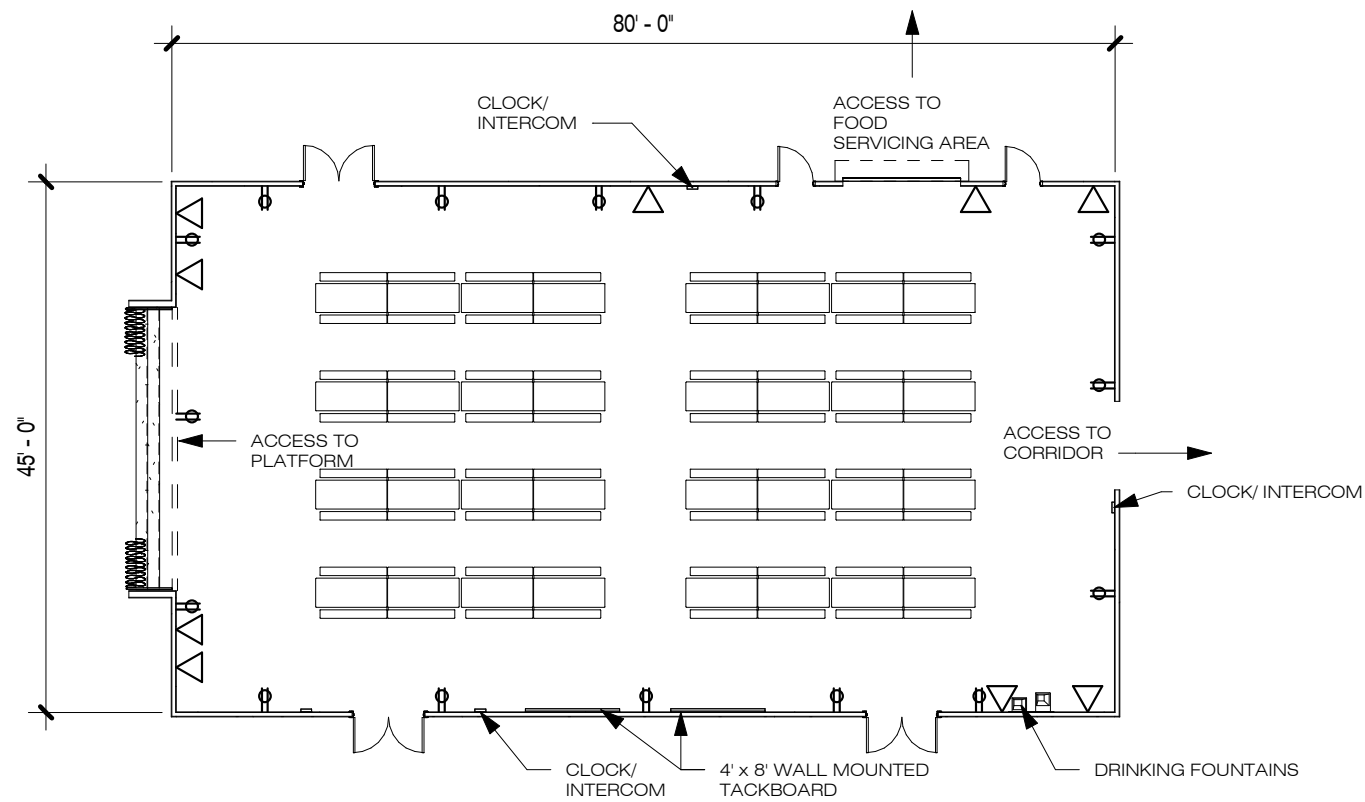 80' - 0"
CLOCK/
INTERCOM
ACCESS TO
FOOD
SERVICING AREA
45' - 0"
ACCESS TO
PLATFORM
ACCESS TO
CORRIDOR
CLOCK/ INTERCOM
CLOCK/
INTERCOM
4' x 8' WALL MOUNTED
TACKBOARD
DRINKING FOUNTAINS